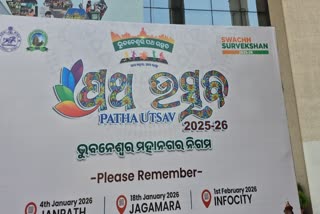 ଭୁବନେଶ୍ୱର ପଥ ଉତ୍ସବ
SWACHH
SURVEKSHAN
ପଥ ଉତ୍ସବ
PATHA UTSAV
2025-26
ଭୁବନେଶ୍ୱର ମହାନଗର ନିଗମ
-Please Remember-
4th January 2026
JANPATH
18th January 2026
JAGAMARA
1st February 2026
INFOCITY